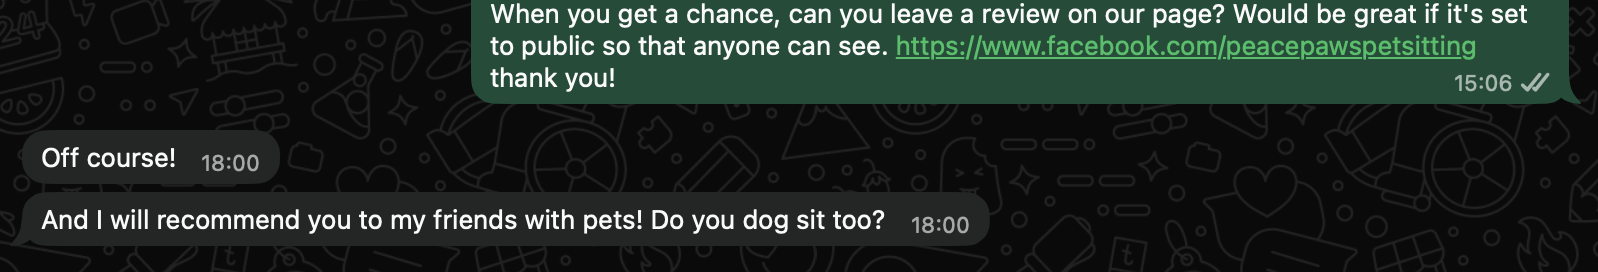 When you get a chance, can you leave a review on our page? Would be great if it's set
to public so that anyone can see. https://www.facebook.com/peacepawspetsitting
thank you!
15:06
Off course! 18:00
And I will recommend you to my friends with pets! Do you dog sit too? 18:00